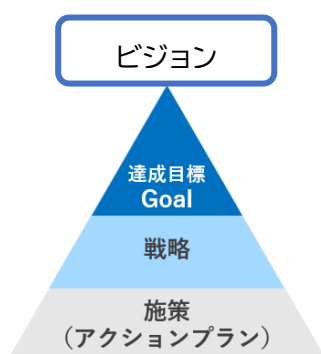 ビジョン
達成目標
Goal
戦略
施策
（アクションプラン）